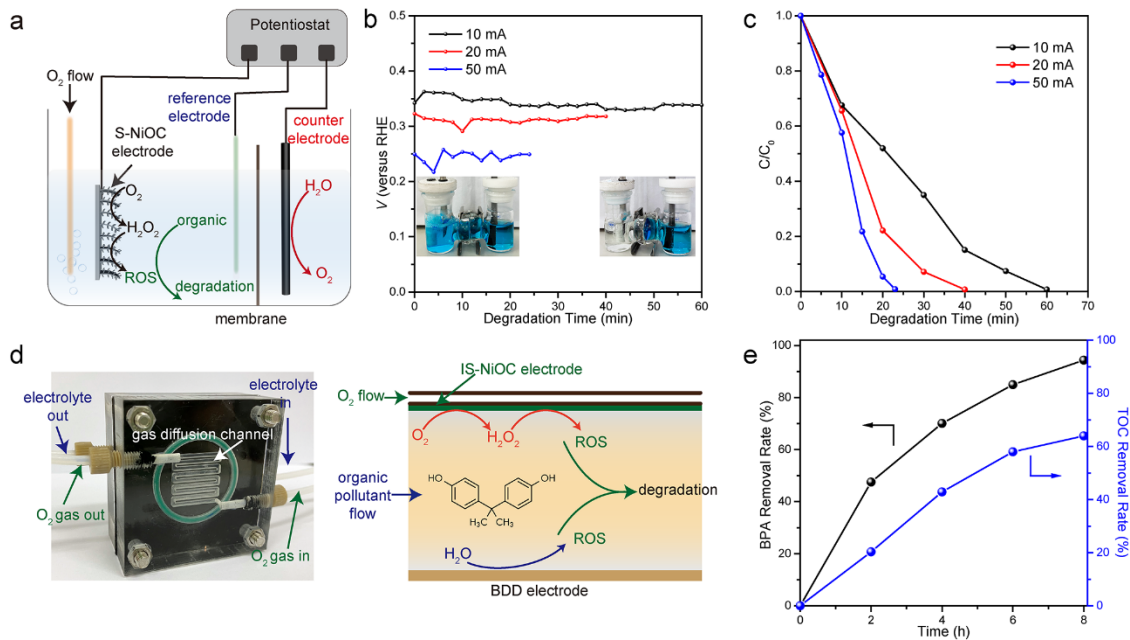 a
Potentiostat
O₂ flow
S-NiOC
electrode
reference
electrode
counter
electrode
O₂
H₂O₂
ROS
organic
degradation
H₂O
O₂
membrane
b
10 mA
20 mA
50 mA
V (versus RHE
0.5
0.4
0.3
0.2
0.1
0.0
0 10 20 30 40 50 60
Degradation Time (min)
c
10 mA
20 mA
50 mA
C/C₀
1.0
0.8
0.6
0.4
0.2
0.0
0 10 20 30 40 50 60 70
Degradation Time (min)
d
electrolyte
out
electrolyte
in
gas diffusion channel
O₂ gas out
O₂ gas in
IS-NiOC electrode
O₂ flow
O₂
H₂O₂
ROS
organic
pollutant
flow
HO
OH
H₃C
CH₃
degradation
H₂O
ROS
BDD electrode
e
BPA Removal Rate (%)
100
80
60
40
20
0
TOC Removal Rate (%)
100
80
60
40
20
0
0 2 4 6 8
Time (h)